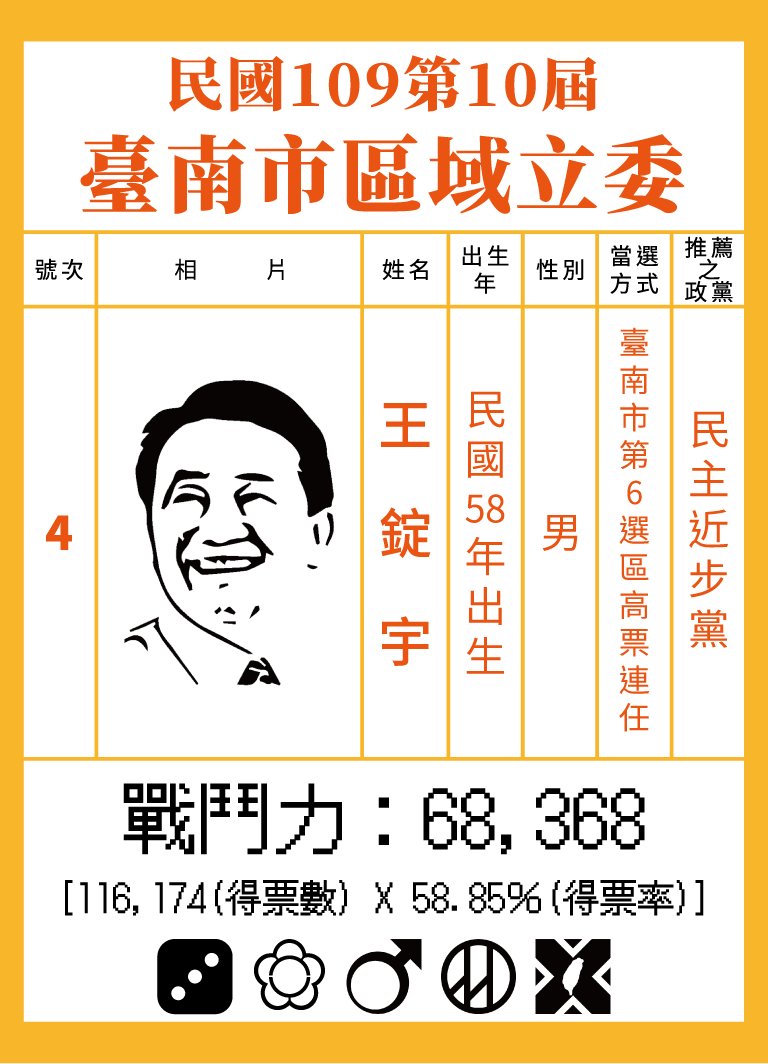 民國109第10屆
臺南市區域立委
號次
相 片
姓名
出生
年
性別
當選
方式
推薦
之
政黨
4
王錠宇
民國58年出生
男
臺南市第6選區高票連任
民主近步黨
戰鬥力：68,368
[116,174(得票數) X 58.85%(得票率)]